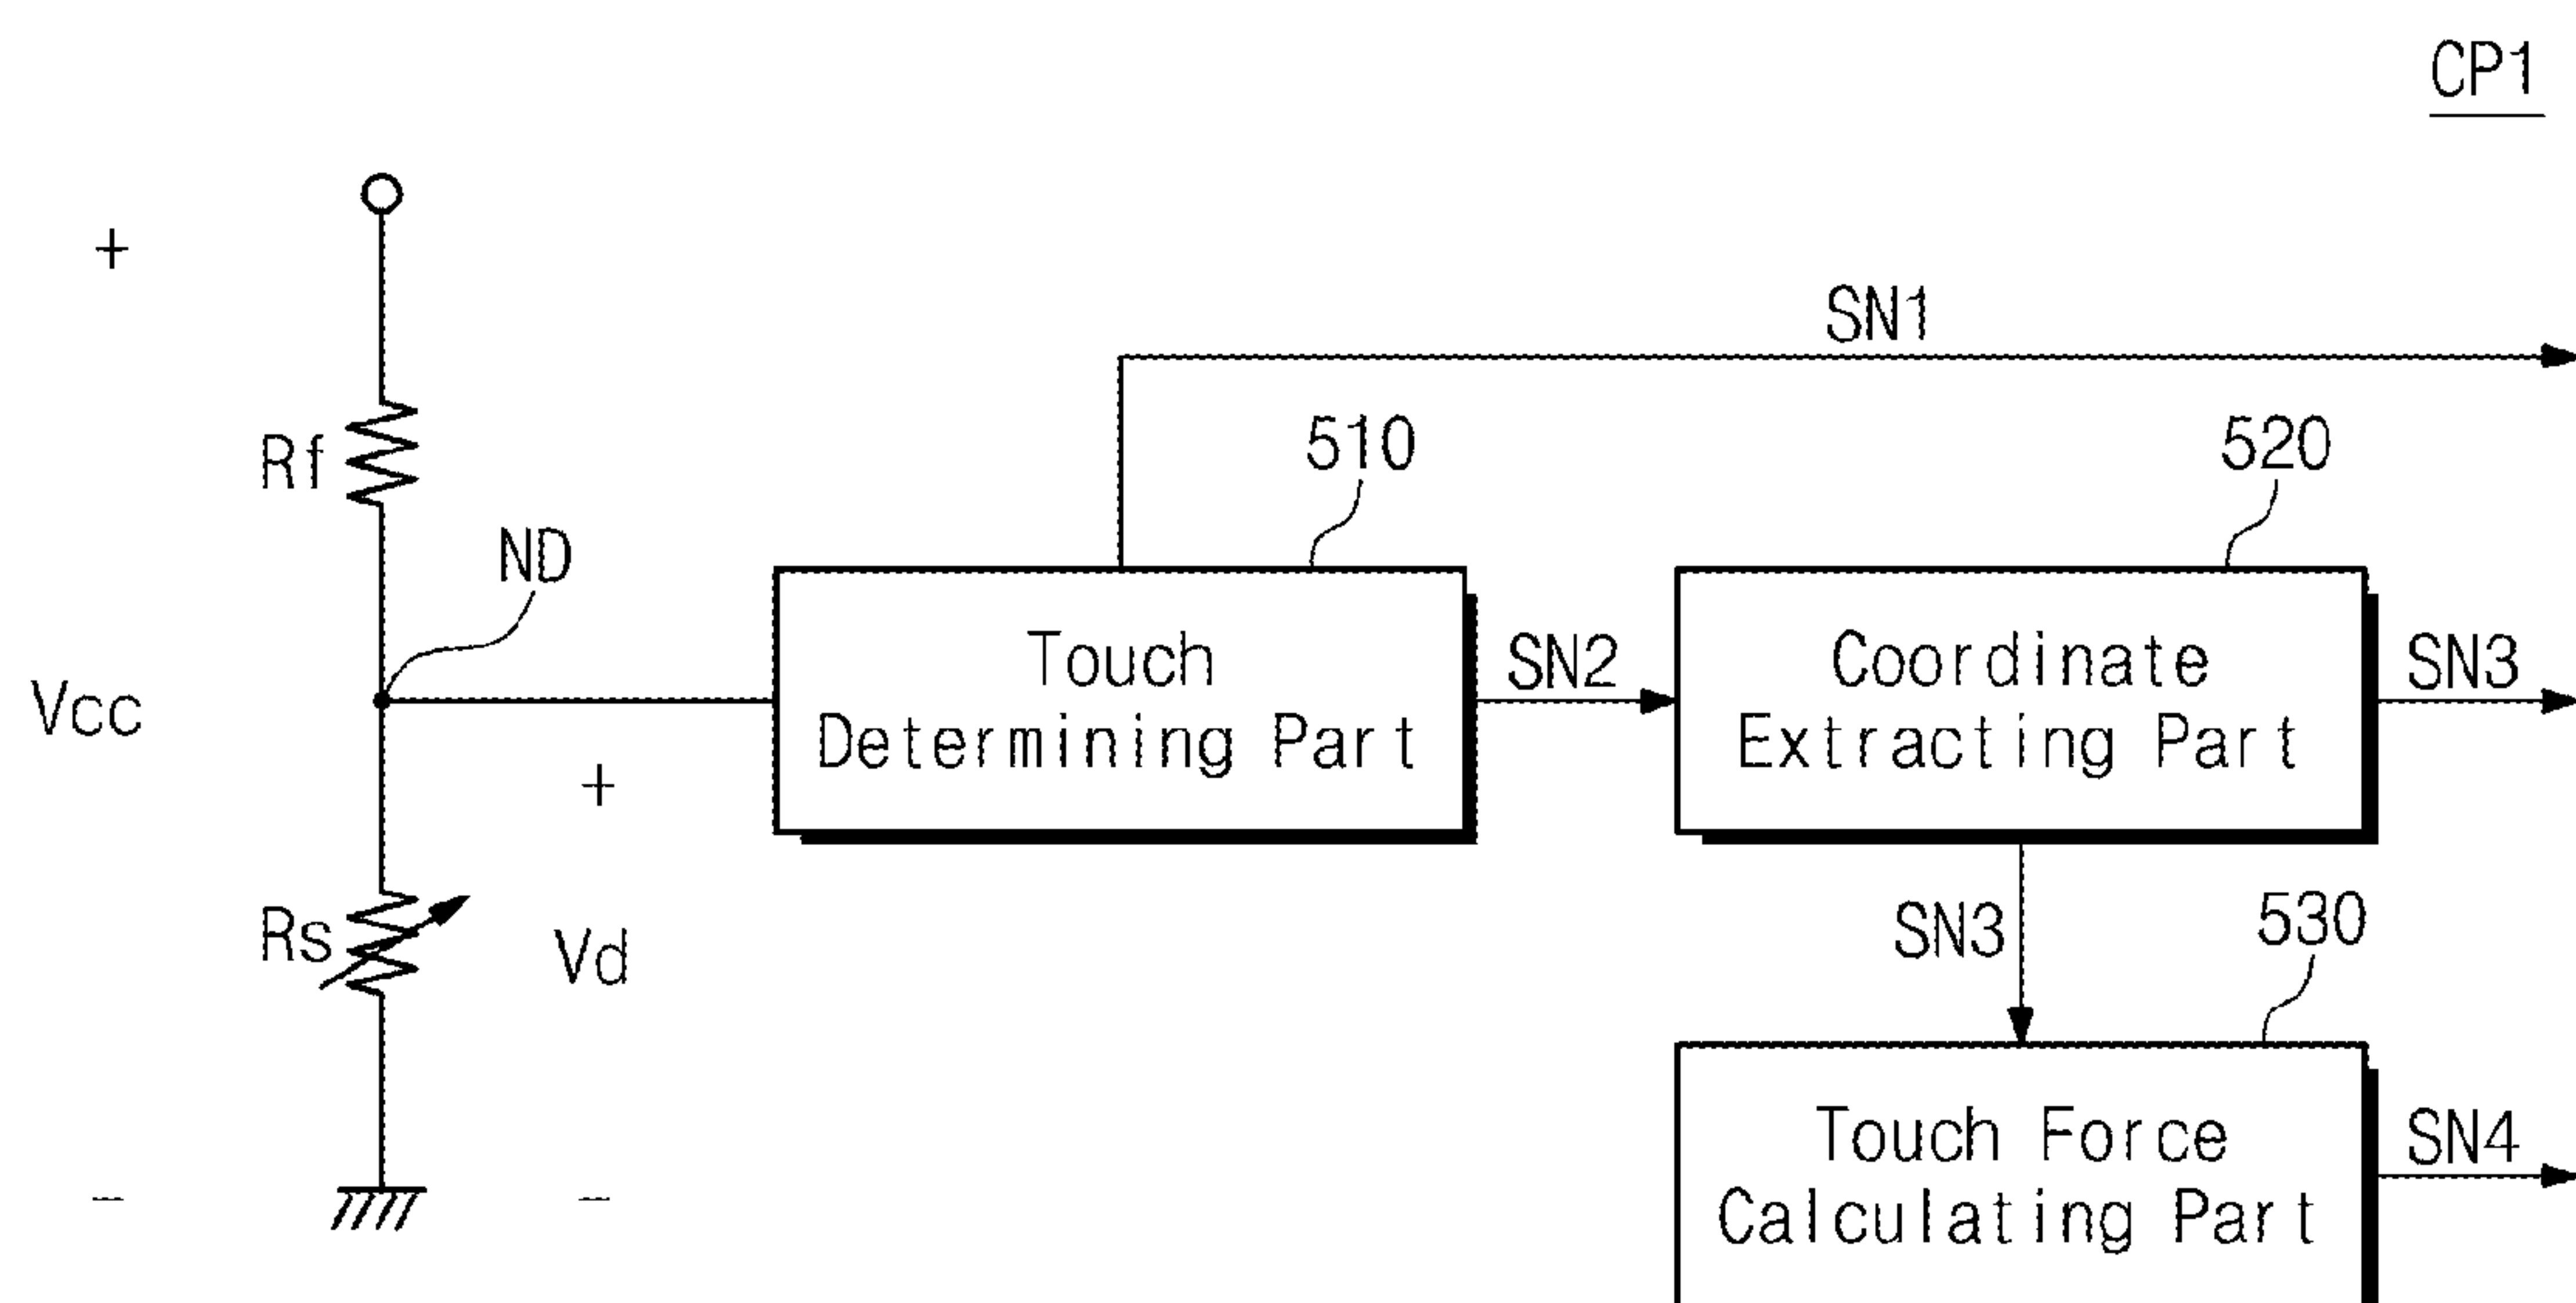 CP1
+
SN1
Rf
510
520
ND
Touch
Determining Part
SN2
Coordinate
Extracting Part
SN3
Vcc
+
Rs
Vd
SN3
530
Touch Force
Calculating Part
SN4
-
-